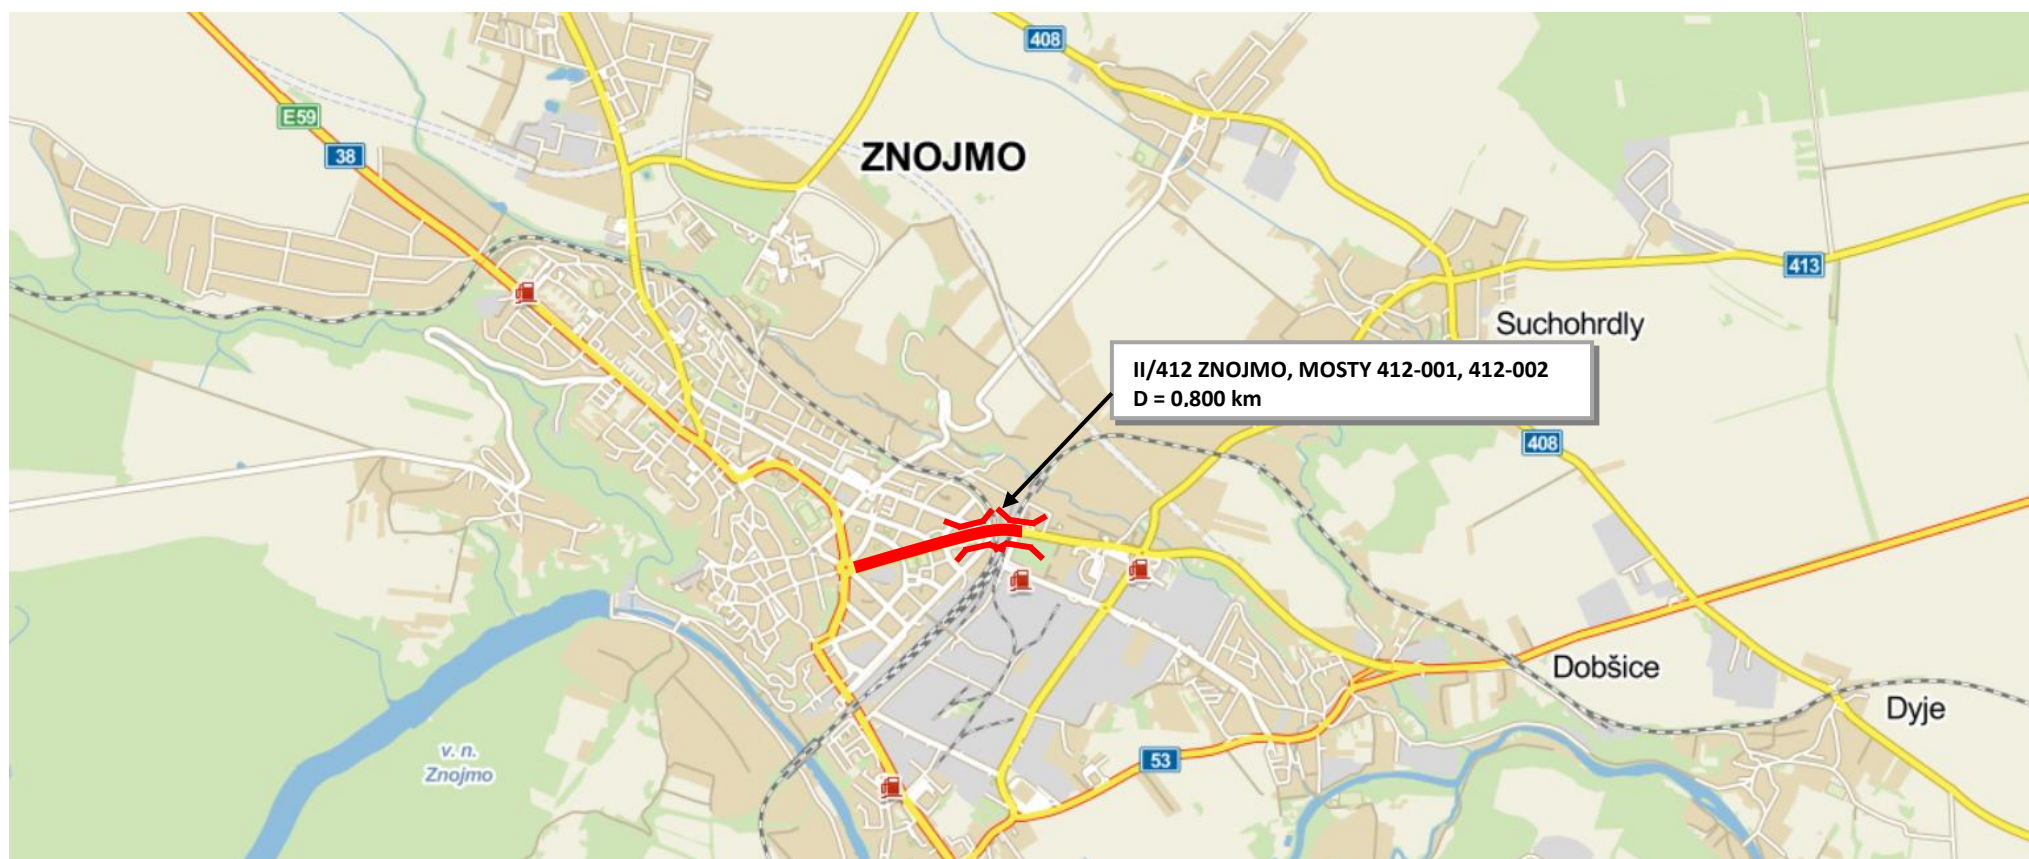 408
E59
38
ZNOJMO
413
Suchohrdly
II/412 ZNOJMO, MOSTY 412-001, 412-002
D = 0,800 km
408
Dobšice
Dyje
v. n.
Znojmo
53